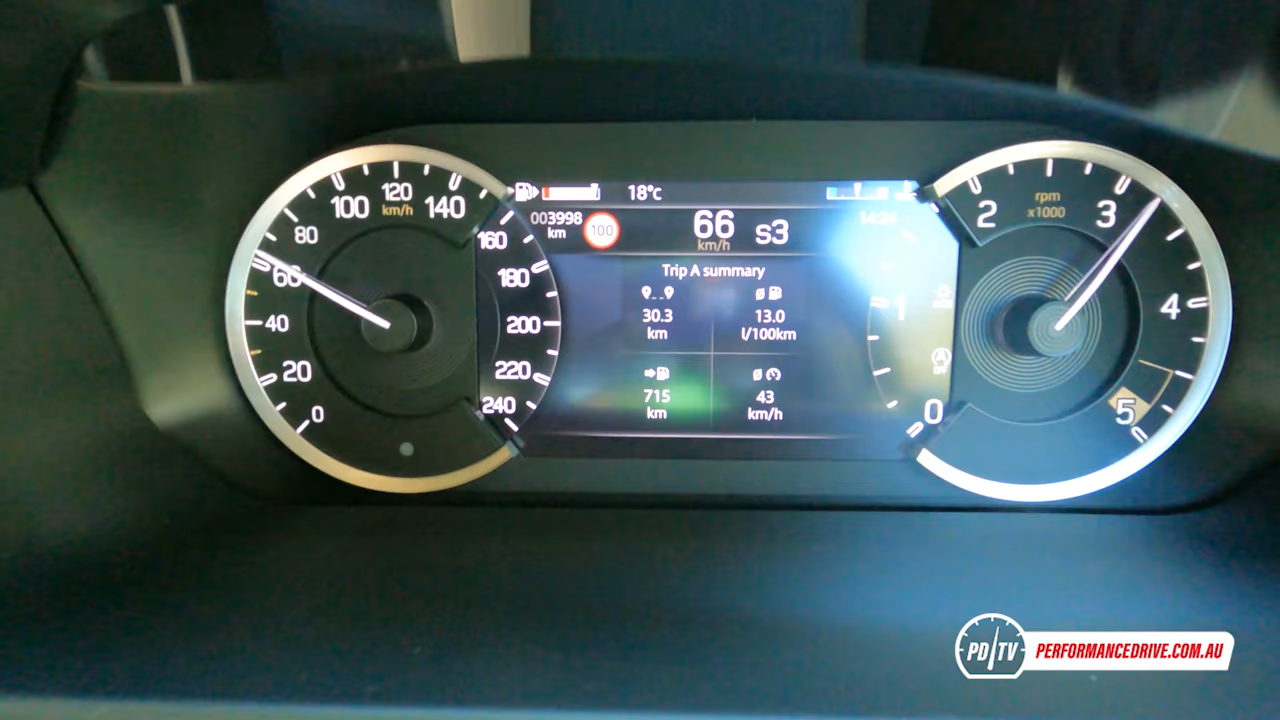 0
20
40
60
80
100
120
140
160
180
200
220
240
km/h
18°c
003998
km
100
66
km/h
S3
14:24
Trip A summary
30.3
km
13.0
l/100km
715
km
43
km/h
0
1
2
3
4
5
rpm
x1000
PD TV
PERFORMANCEDRIVE.COM.AU